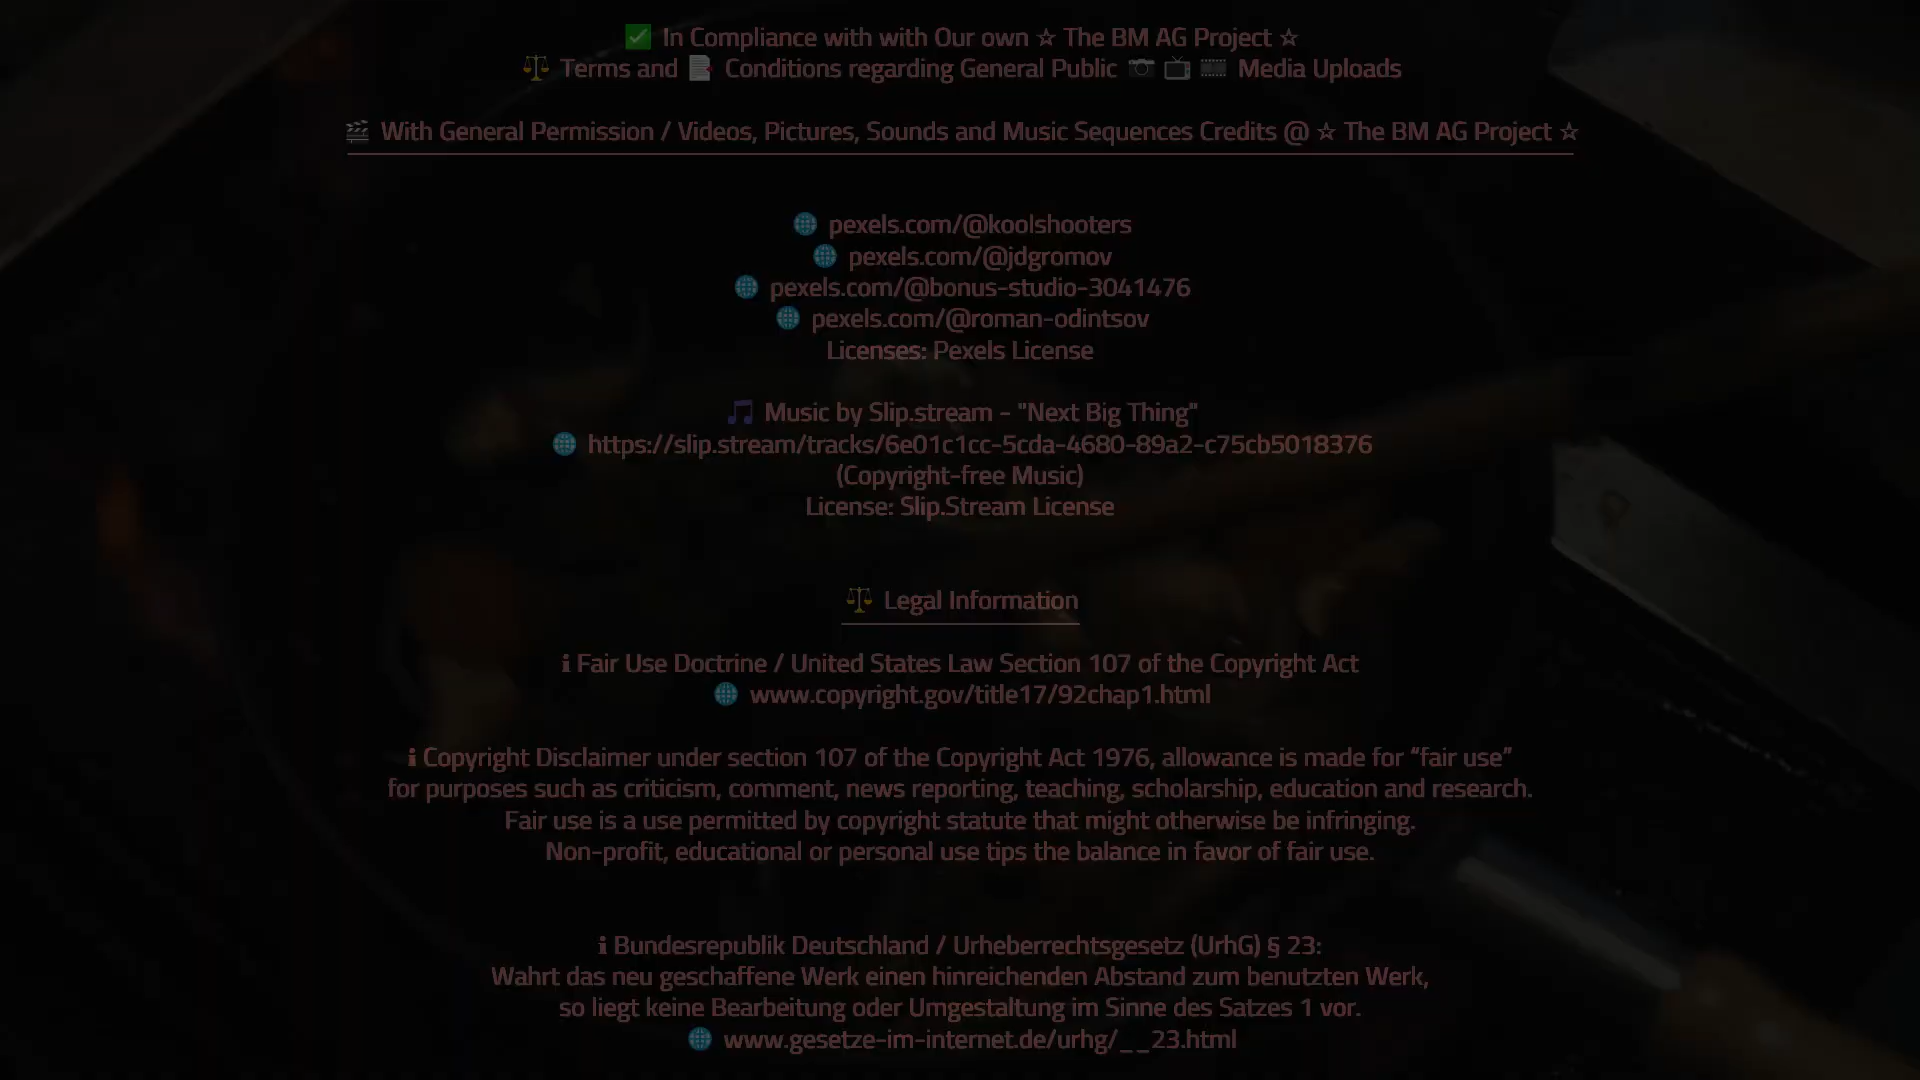 ✅ In Compliance with with Our own ☆ The BM AG Project ☆
⚖ Terms and 📑 Conditions regarding General Public 📷 📺 🎞 Media Uploads
🎬 With General Permission / Videos, Pictures, Sounds and Music Sequences Credits @ ☆ The BM AG Project ☆
🌐 pexels.com/@koolshooters
🌐 pexels.com/@jdgromov
🌐 pexels.com/@bonus-studio-3041476
🌐 pexels.com/@roman-odintsov
Licenses: Pexels License
🎵 Music by Slip.stream - "Next Big Thing"
🌐 https://slip.stream/tracks/6e01c1cc-5cda-4680-89a2-c75cb5018376
(Copyright-free Music)
License: Slip.Stream License
⚖ Legal Information
ℹ Fair Use Doctrine / United States Law Section 107 of the Copyright Act
🌐 www.copyright.gov/title17/92chap1.html
ℹ Copyright Disclaimer under section 107 of the Copyright Act 1976, allowance is made for “fair use”
for purposes such as criticism, comment, news reporting, teaching, scholarship, education and research.
Fair use is a use permitted by copyright statute that might otherwise be infringing.
Non-profit, educational or personal use tips the balance in favor of fair use.
ℹ Bundesrepublik Deutschland / Urheberrechtsgesetz (UrhG) § 23:
Wahrt das neu geschaffene Werk einen hinreichenden Abstand zum benutzten Werk,
so liegt keine Bearbeitung oder Umgestaltung im Sinne des Satzes 1 vor.
🌐 www.gesetze-im-internet.de/urhg/__23.html